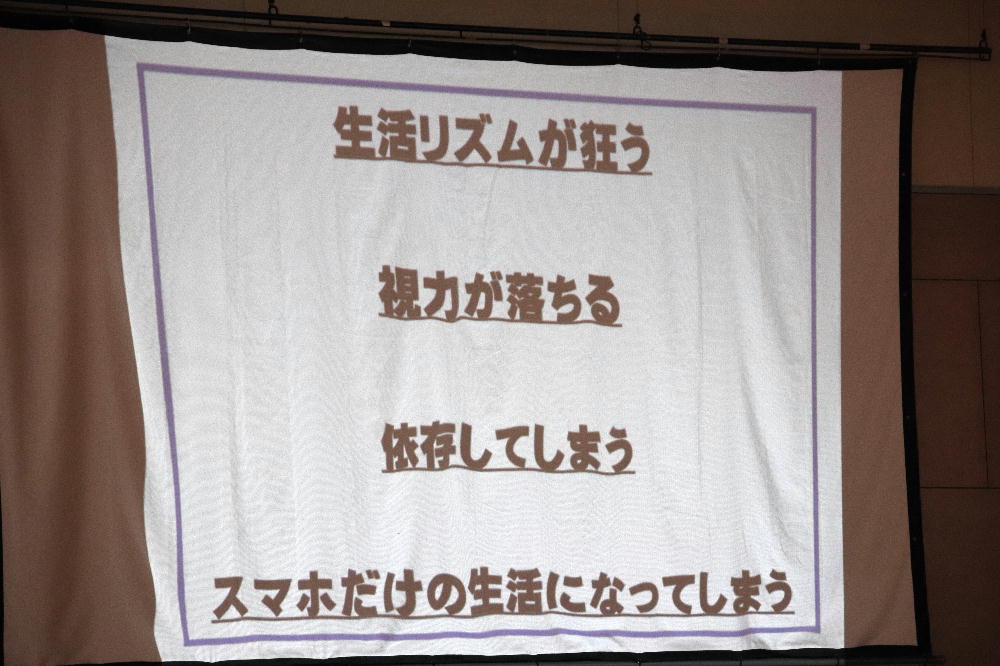 生活リズムが狂う
視力が落ちる
依存してしまう
スマホだけの生活になってしまう